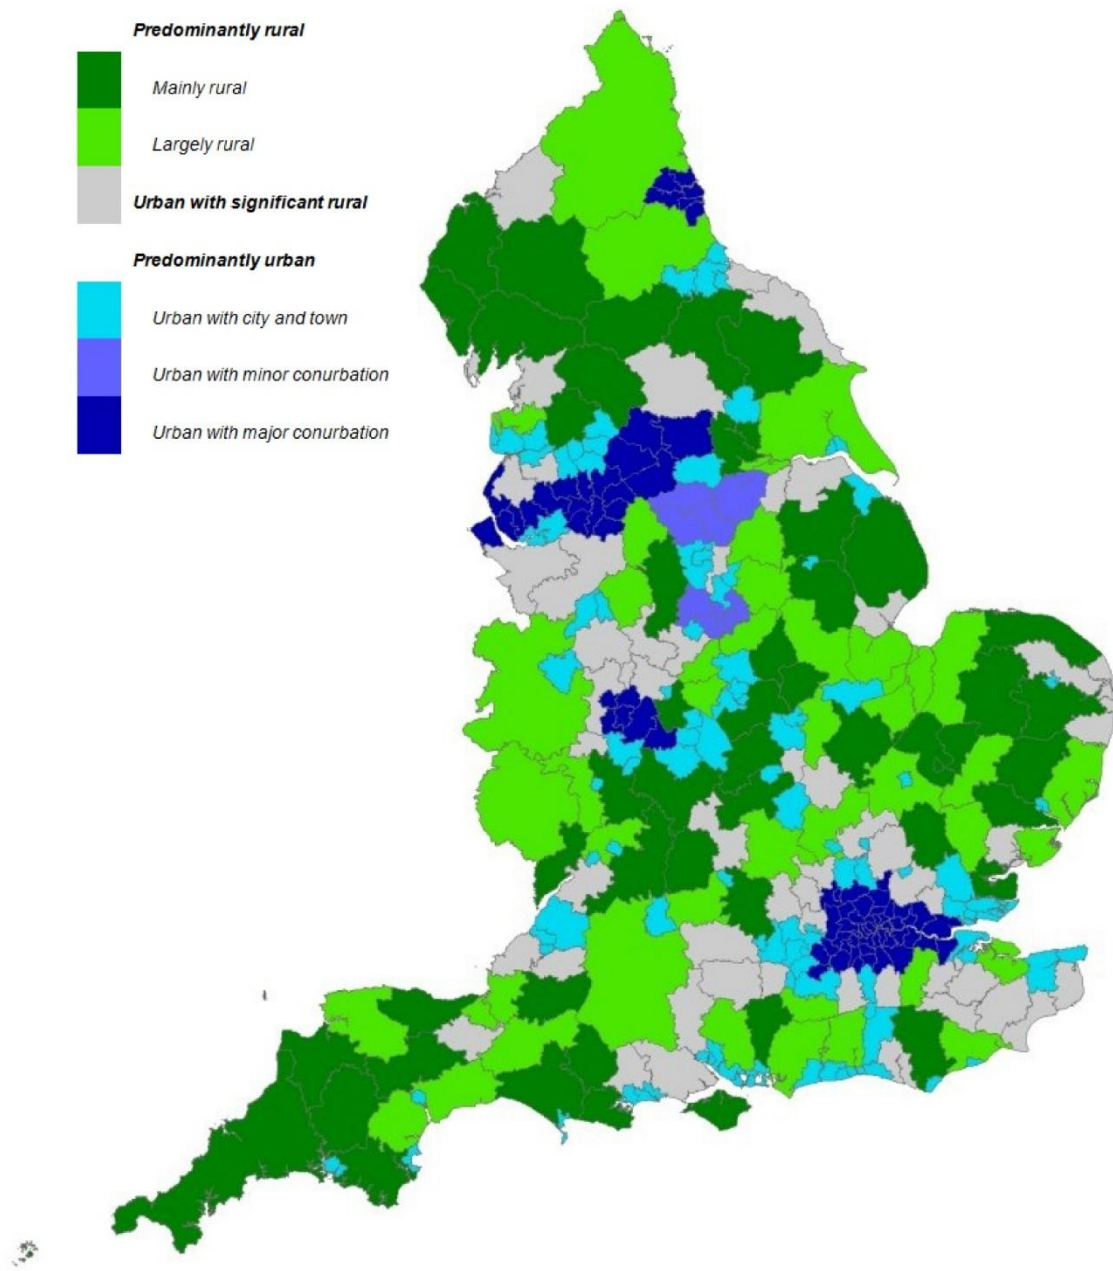 Predominantly rural
Mainly rural
Largely rural
Urban with significant rural
Predominantly urban
Urban with city and town
Urban with minor conurbation
Urban with major conurbation